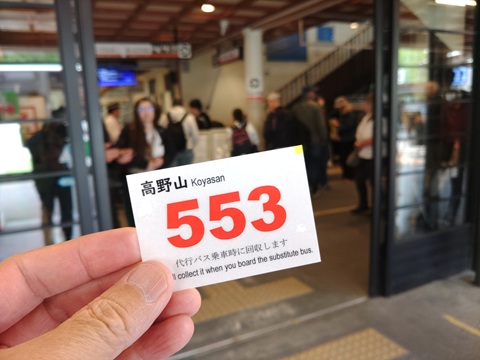 高野山 Koyasan
553
代行バス乗車時に回収します
ll collect it when you board the substitute bus.